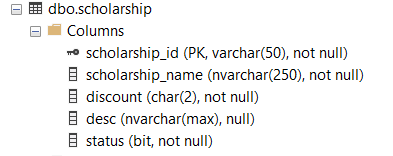 dbo.scholarship
Columns
scholarship_id (PK, varchar(50), not null)
scholarship_name (nvarchar(250), not null)
discount (char(2), not null)
desc (nvarchar(max), null)
status (bit, not null)